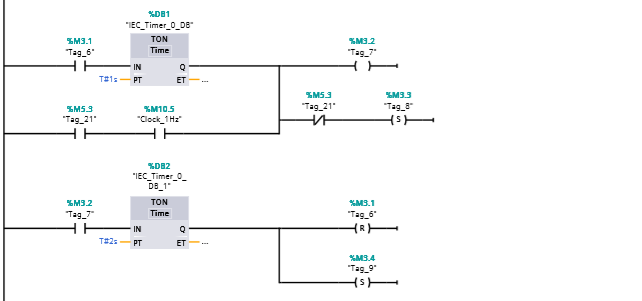 %DB1
"IEC_Timer_0_DB"
%M3.1
"Tag_6"
TON
Time
%M3.2
"Tag_7"
IN
Q
T#1s
PT
ET
...
%M5.3
"Tag_21"
%M10.5
"Clock_1Hz"
%M5.3
"Tag_21"
%M3.3
"Tag_8"
S
%DB2
"IEC_Timer_0_
DB_1"
%M3.2
"Tag_7"
TON
Time
%M3.1
"Tag_6"
IN
Q
R
T#2s
PT
ET
...
%M3.4
"Tag_9"
S